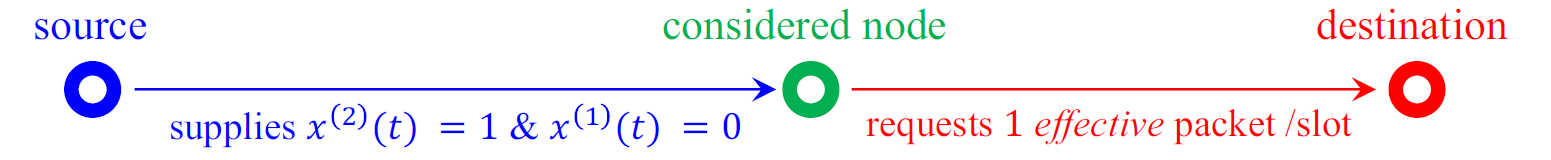 source
considered node
destination
supplies x^{(2)}(t) = 1 & x^{(1)}(t) = 0
requests 1 effective packet /slot